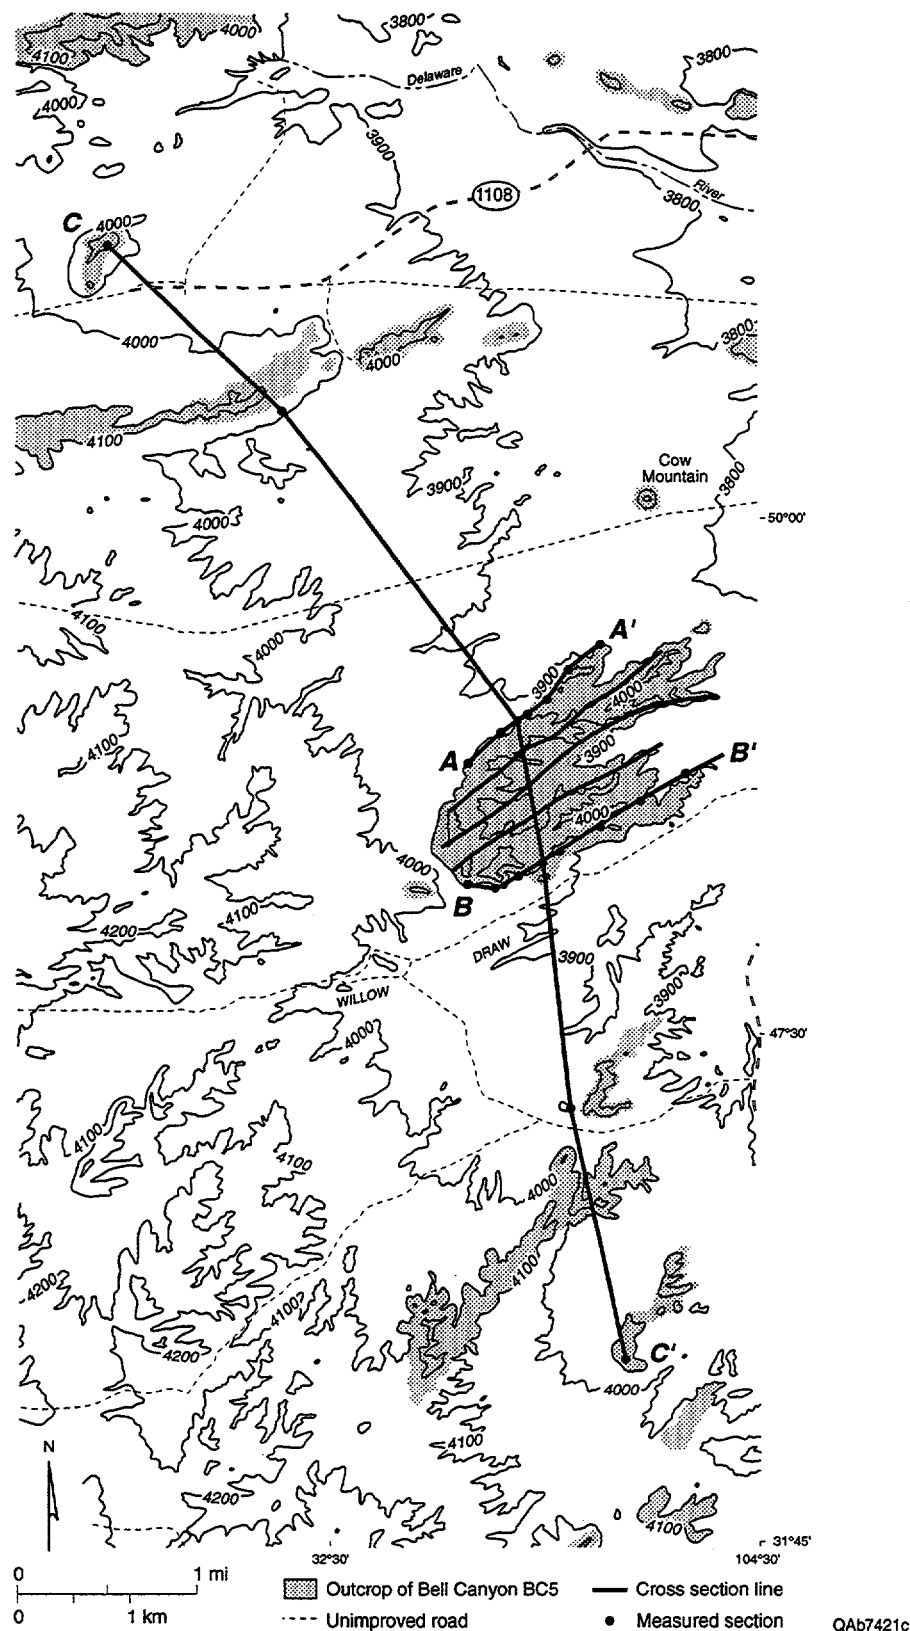 4000
3800
4100
3800
Delaware
4000
3900
1108
River
3800
C
4000
4000
3800
4000
4100
Cow
Mountain
3800
3900
4000
50°00'
4100
4000
A'
3900
4000
4100
3900
A
B'
4000
4000
B
4100
4200
DRAW
3900
WILLOW
3900
4000
47°30'
4100
4100
4000
4200
4100
4100
4200
C'
4000
N
4100
4200
4100
31°45'
32°30'
104°30'
0 1 mi
0 1 km
Outcrop of Bell Canyon BC5
Cross section line
Unimproved road
Measured section
QAb7421c